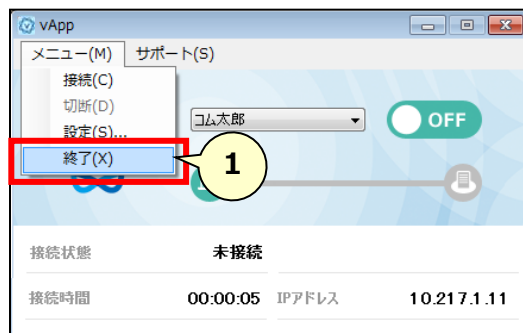 vApp
メニュー(M) サポート(S)
接続(C)
切断(D)
設定(S)...
終了(X)
コム太郎
OFF
1
接続状態 未接続
接続時間 00:00:05 IPアドレス 10.217.1.11